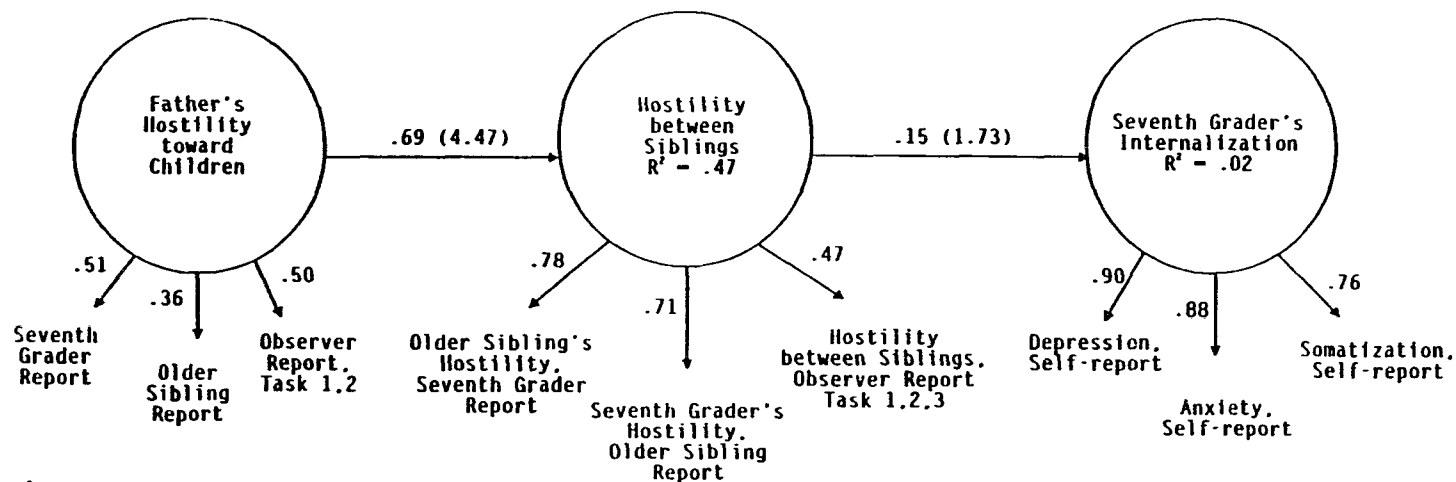 Father's
Hostility
toward
Children
.69 (4.47)
Hostility
between
Siblings
R² = .47
.15 (1.73)
Seventh Grader's
Internalization
R² = .02
.51
.36
.50
.78
.71
.47
.90
.88
.76
Seventh
Grader
Report
Older
Sibling
Report
Observer
Report,
Task 1,2
Older Sibling's
Hostility,
Seventh Grader
Report
Seventh Grader's
Hostility,
Older Sibling
Report
Hostility
between Siblings,
Observer Report
Task 1,2,3
Depression,
Self-report
Anxiety,
Self-report
Somatization,
Self-report